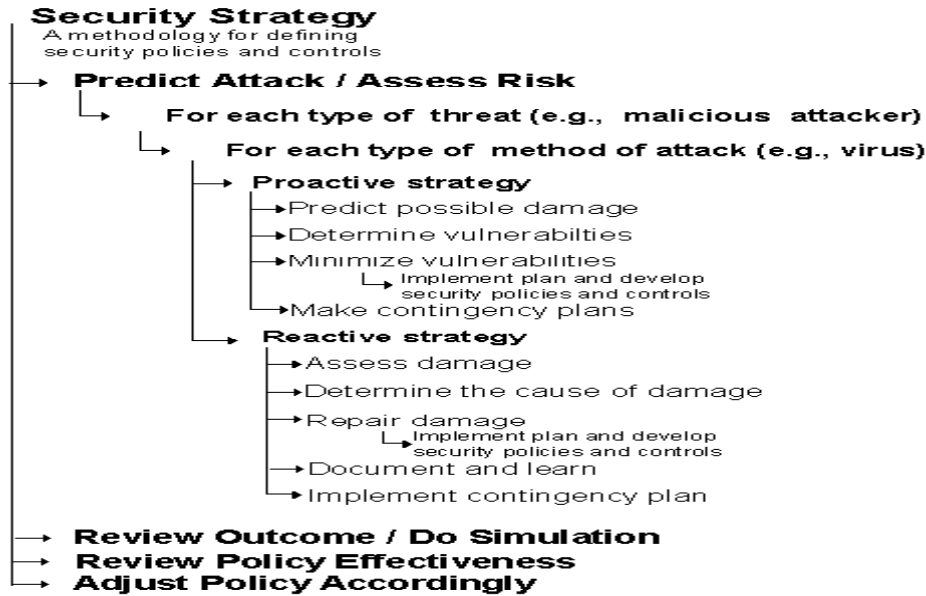 Security Strategy
A methodology for defining
security policies and controls
Predict Attack / Assess Risk
For each type of threat (e.g., malicious attacker)
For each type of method of attack (e.g., virus)
Proactive strategy
Predict possible damage
Determine vulnerabilties
Minimize vulnerabilities
Implement plan and develop
security policies and controls
Make contingency plans
Reactive strategy
Assess damage
Determine the cause of damage
Repair damage
Implement plan and develop
security policies and controls
Document and learn
Implement contingency plan
Review Outcome / Do Simulation
Review Policy Effectiveness
Adjust Policy Accordingly